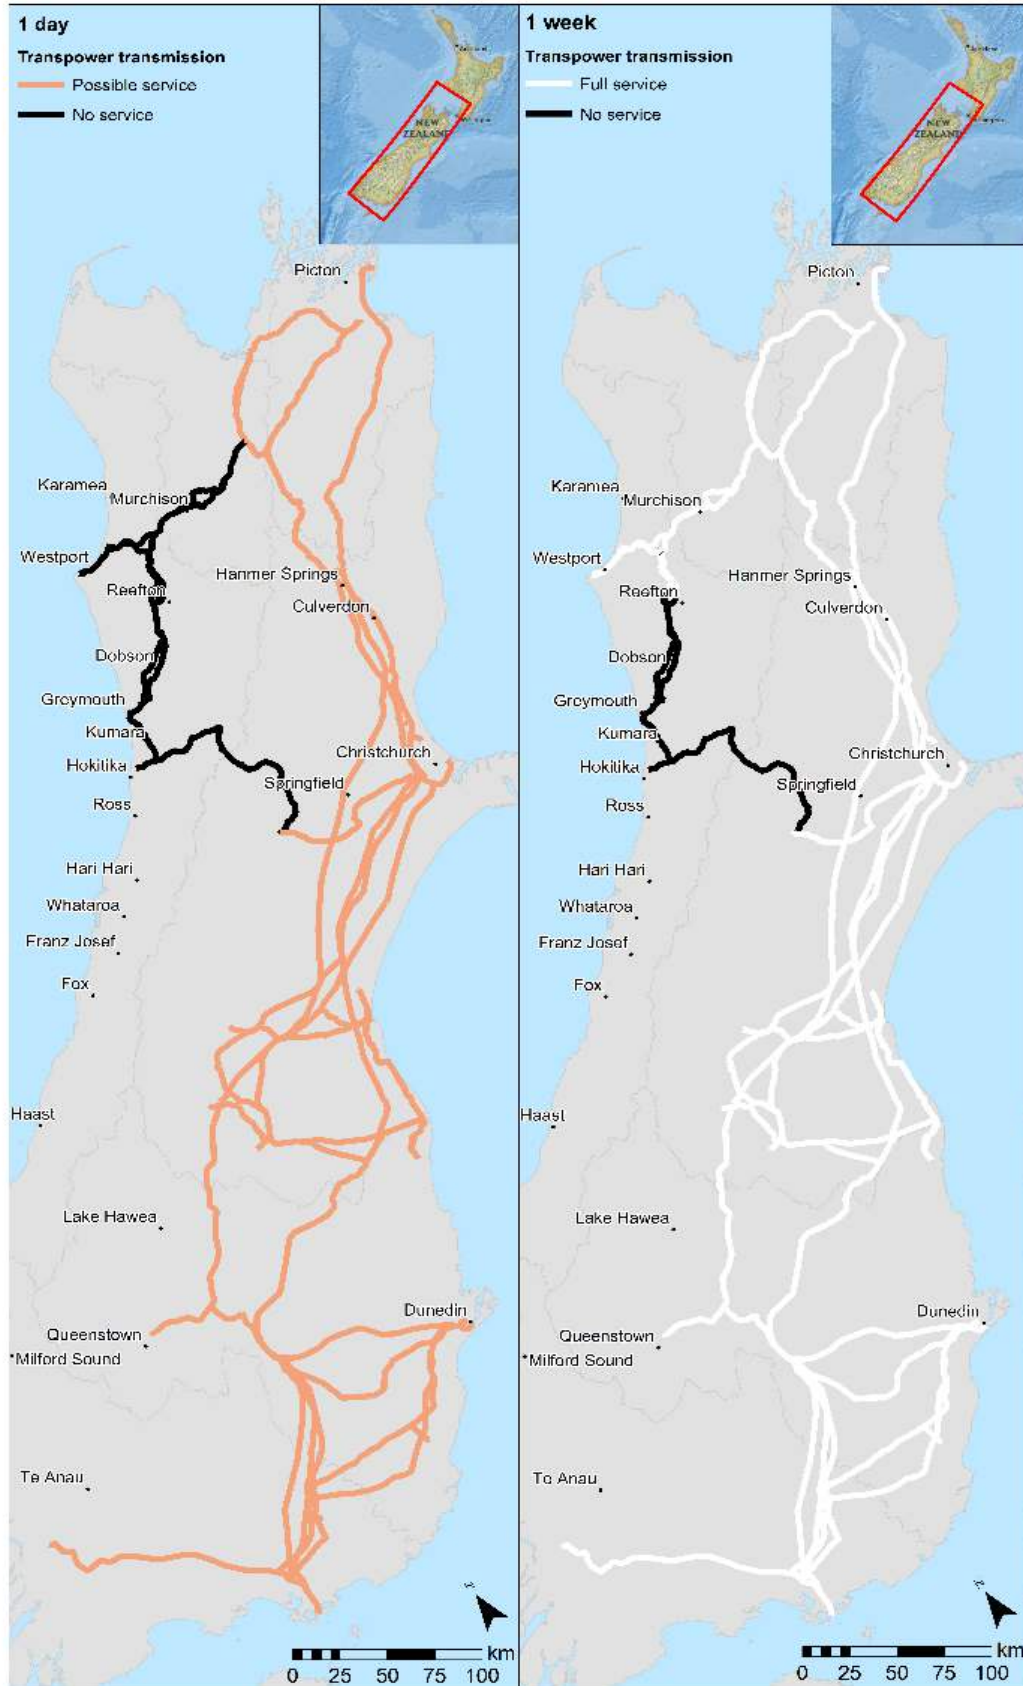 1 day
Transpower transmission
Possible service
No service
NEW
ZEALAND
Picton
Karamea
Murchison
Westport
Reefton
Hanmer Springs
Culverdon
Dobson
Greymouth
Kumara
Hokitika
Christchurch
Springfield
Ross
Hari Hari
Whataroa
Franz Josef
Fox
Haast
Lake Hawea
Dunedin
Queenstown
Milford Sound
Te Anau
km
0 25 50 75 100
1 week
Transpower transmission
Full service
No service
NEW
ZEALAND
Picton
Karamea
Murchison
Westport
Hanmer Springs
Reefton
Culverdon
Dobson
Greymouth
Kumara
Christchurch
Hokitika
Springfield
Ross
Hari Hari
Whataroa
Franz Josef
Fox
Haast
Lake Hawea
Dunedin
Queenstown
Milford Sound
Te Anau
km
0 25 50 75 100